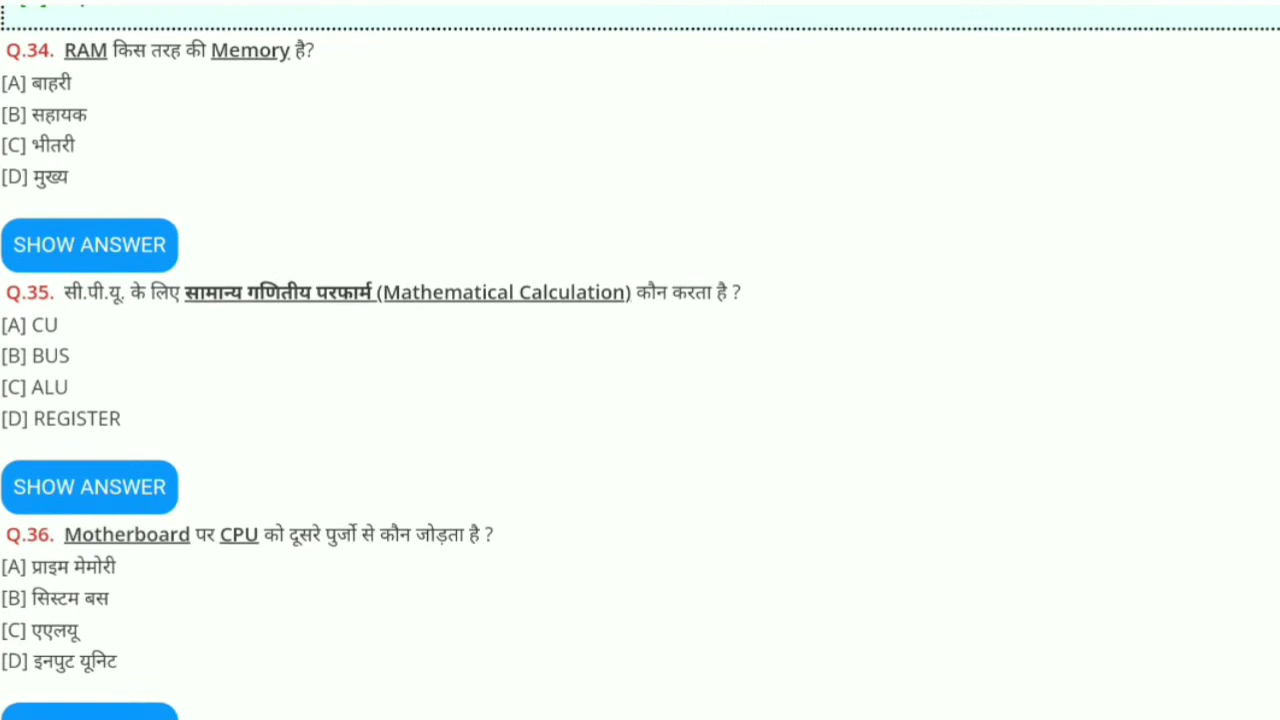 Q.34. RAM किस तरह की Memory है?
[A] बाहरी
[B] सहायक
[C] भीतरी
[D] मुख्य
SHOW ANSWER
Q.35. सी.पी.यू. के लिए सामान्य गणितीय परफार्म (Mathematical Calculation) कौन करता है ?
[A] CU
[B] BUS
[C] ALU
[D] REGISTER
SHOW ANSWER
Q.36. Motherboard पर CPU को दूसरे पुर्जो से कौन जोड़ता है ?
[A] प्राइम मेमोरी
[B] सिस्टम बस
[C] एएलयू
[D] इनपुट यूनिट